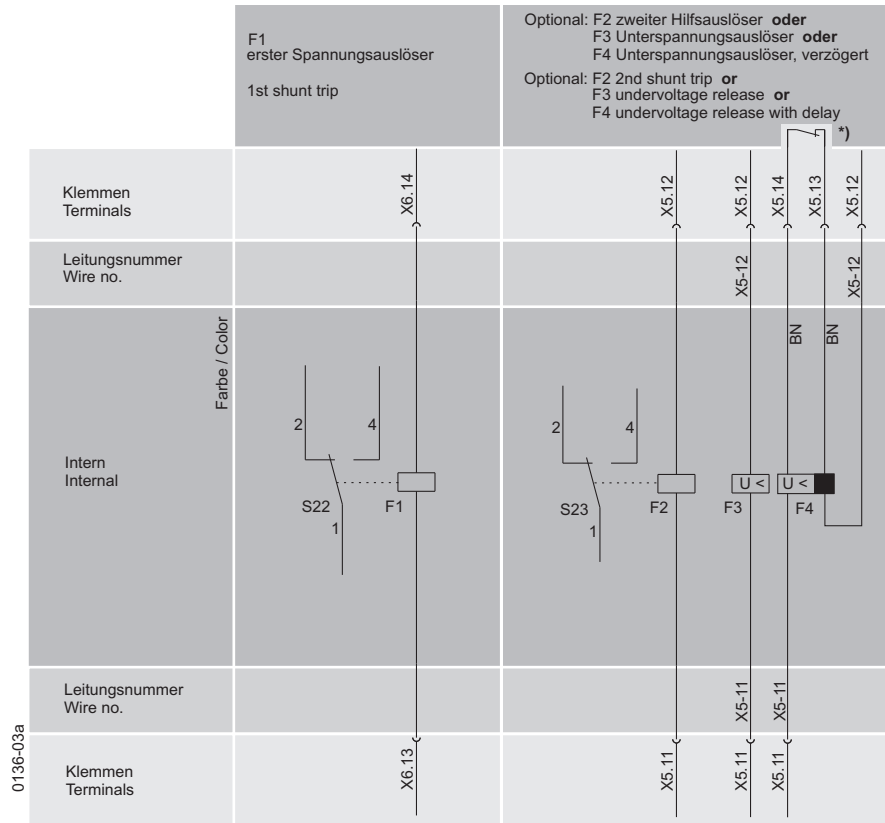 F1
erster Spannungsauslöser
1st shunt trip
Optional: F2 zweiter Hilfsauslöser oder
F3 Unterspannungsauslöser oder
F4 Unterspannungsauslöser, verzögert
Optional: F2 2nd shunt trip or
F3 undervoltage release or
F4 undervoltage release with delay
*)
Klemmen
Terminals
X6.14
X5.12
X5.12
X5.14
X5.13
X5.12
Leitungsnummer
Wire no.
X5-12
X5-12
Farbe / Color
BN
BN
2
4
2
4
Intern
Internal
U <
U <
S22
F1
S23
F2
F3
F4
1
1
Leitungsnummer
Wire no.
X5-11
X5-11
Klemmen
Terminals
X6.13
X5.11
X5.11
X5.11
0136-03a